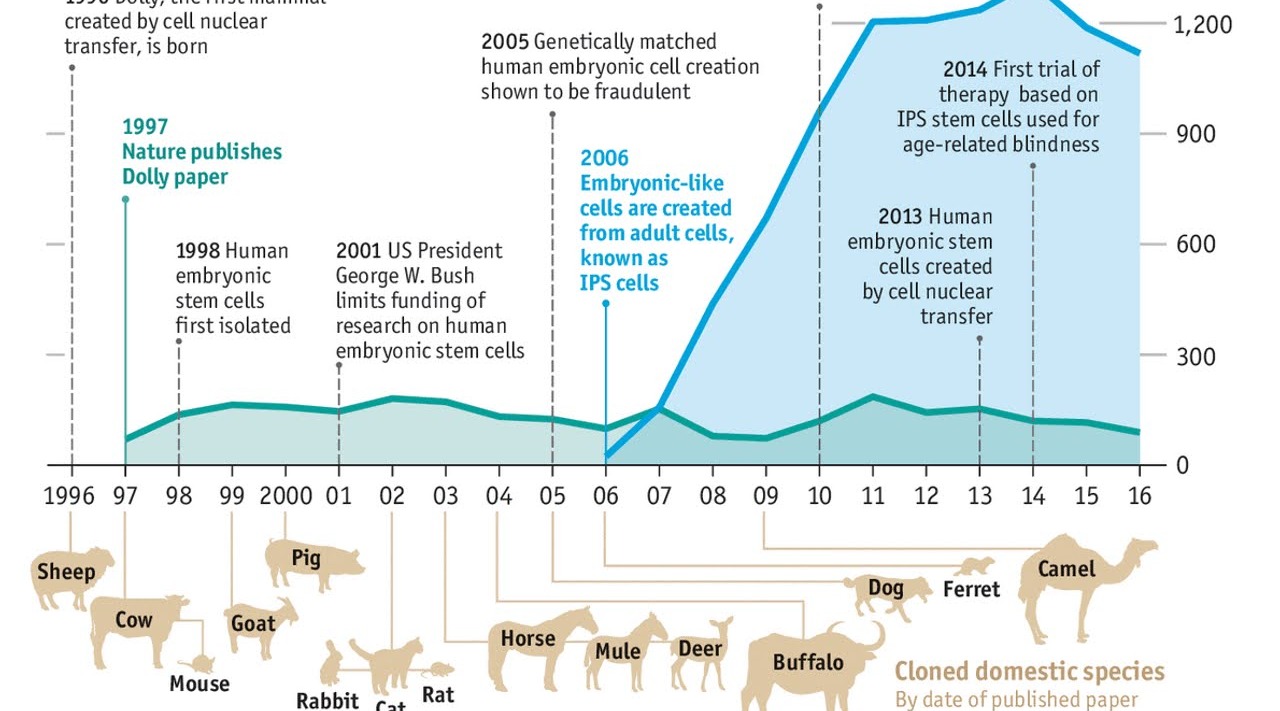 1996 Dolly, the first mammal
created by cell nuclear
transfer, is born
2005 Genetically matched
human embryonic cell creation
shown to be fraudulent
1,200
2014 First trial of
therapy based on
IPS stem cells used for
age-related blindness
1997
Nature publishes
Dolly paper
900
2006
Embryonic-like
cells are created
from adult cells,
known as
IPS cells
2013 Human
embryonic stem
cells created
by cell nuclear
transfer
1998 Human
embryonic
stem cells
first isolated
2001 US President
George W. Bush
limits funding of
research on human
embryonic stem cells
600
300
0
1996 97 98 99 2000 01 02 03 04 05 06 07 08 09 10 11 12 13 14 15 16
Sheep
Pig
Cow
Mouse
Goat
Rabbit
Cat
Rat
Horse
Mule
Deer
Buffalo
Dog
Ferret
Camel
Cloned domestic species
By date of published paper